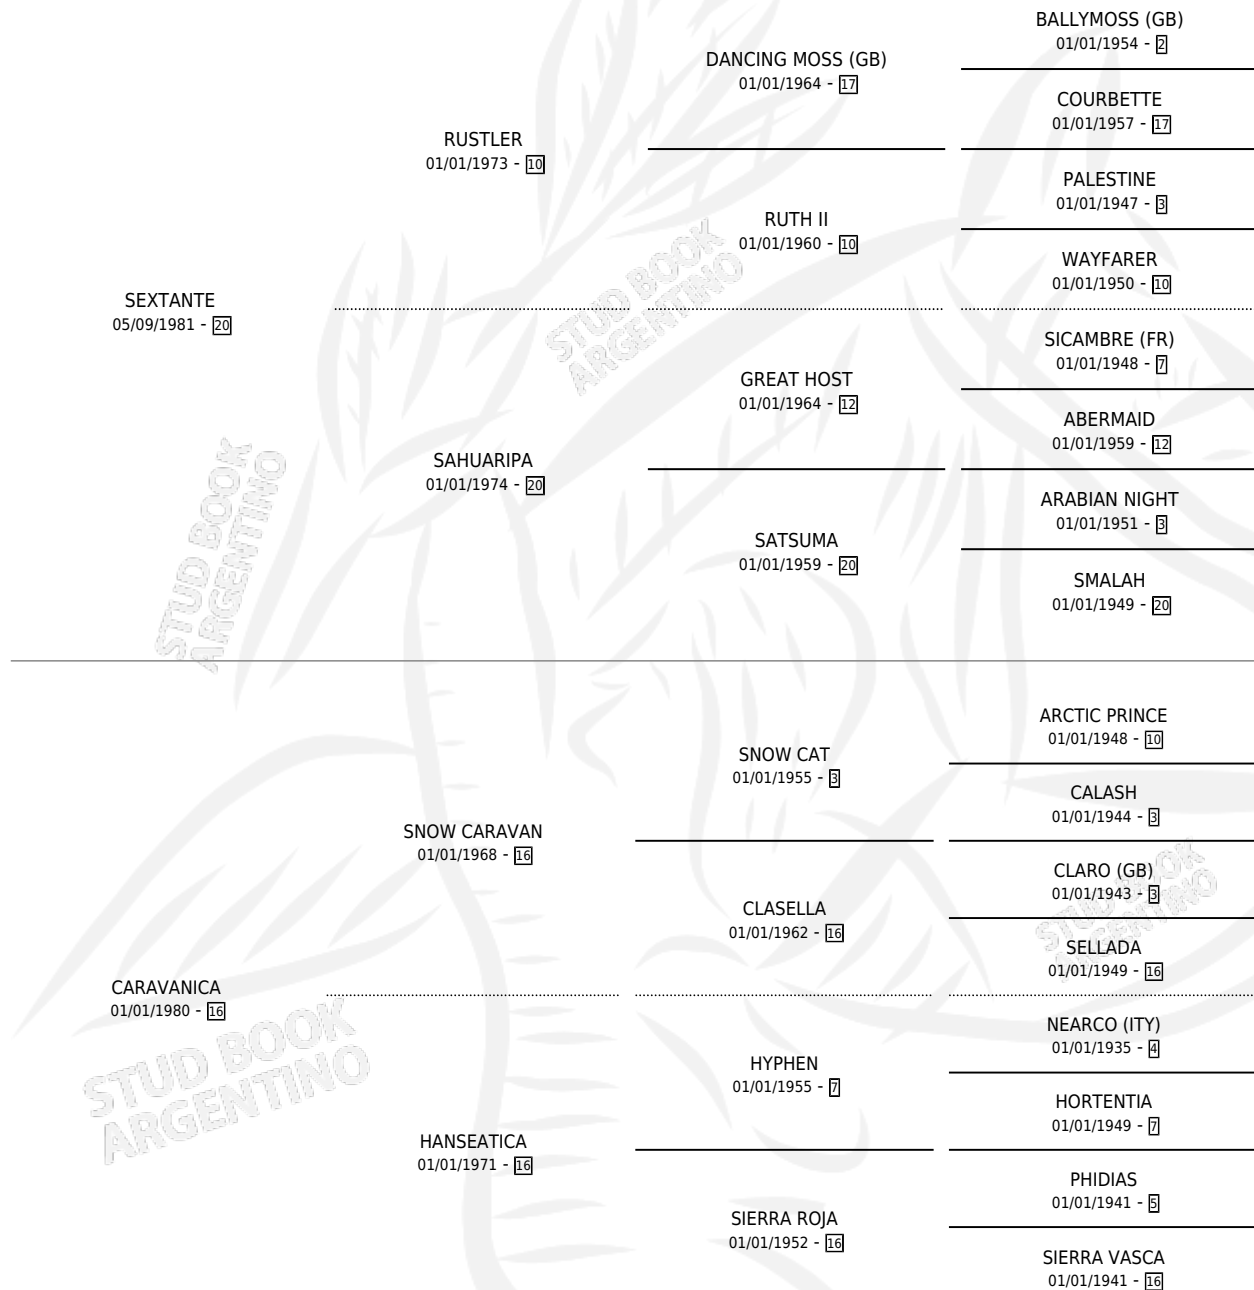 SEXTANTE
05/09/1981 - 20
RUSTLER
01/01/1973 - 10
DANCING MOSS (GB)
01/01/1964 - 17
BALLYMOSS (GB)
01/01/1954 - 2
COURBETTE
01/01/1957 - 17
RUTH II
01/01/1960 - 10
PALESTINE
01/01/1947 - 3
WAYFARER
01/01/1950 - 10
SAHUARIPA
01/01/1974 - 20
GREAT HOST
01/01/1964 - 12
SICAMBRE (FR)
01/01/1948 - 7
ABERMAID
01/01/1959 - 12
SATSUMA
01/01/1959 - 20
ARABIAN NIGHT
01/01/1951 - 3
SMALAH
01/01/1949 - 20
CARAVANICA
01/01/1980 - 16
SNOW CARAVAN
01/01/1968 - 16
SNOW CAT
01/01/1955 - 3
ARCTIC PRINCE
01/01/1948 - 10
CALASH
01/01/1944 - 3
CLASELLA
01/01/1962 - 16
CLARO (GB)
01/01/1943 - 3
SELLADA
01/01/1949 - 16
HANSEATICA
01/01/1971 - 16
HYPHEN
01/01/1955 - 7
NEARCO (ITY)
01/01/1935 - 4
HORTENTIA
01/01/1949 - 7
SIERRA ROJA
01/01/1952 - 16
PHIDIAS
01/01/1941 - 5
SIERRA VASCA
01/01/1941 - 16
STUD BOOK
ARGENTINO
STUD BOOK
ARGENTINO
STUD BOOK
ARGENTINO
STUD BOOK
ARGENTINO